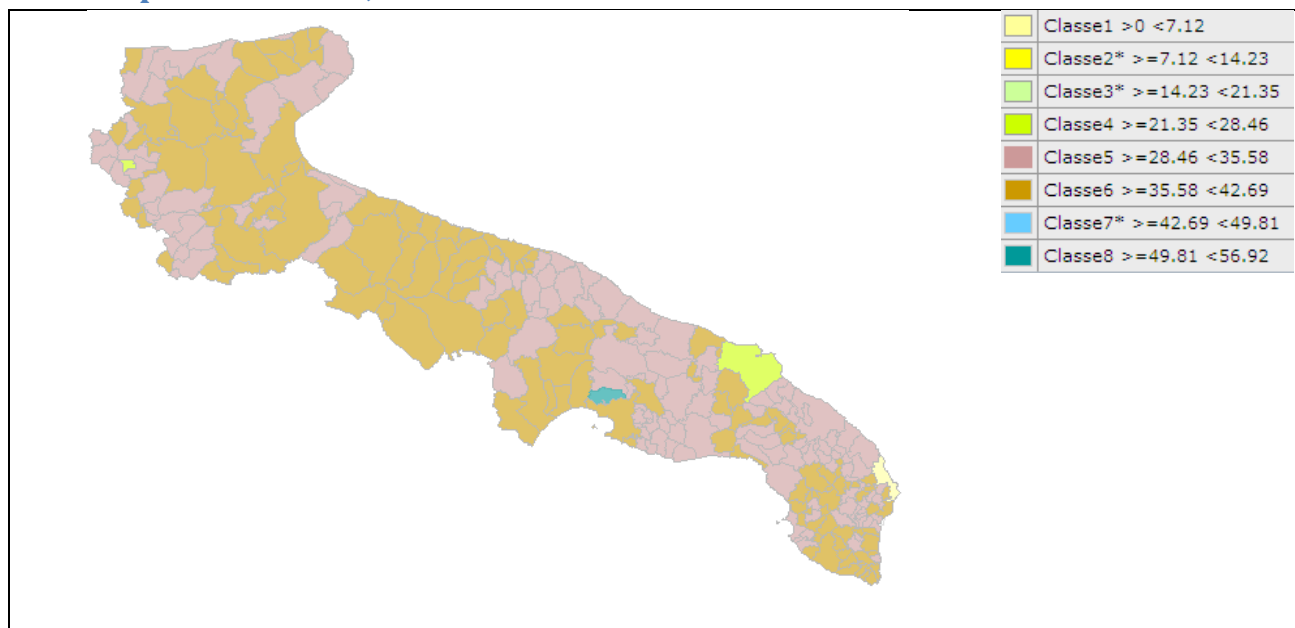 Classe1 >0 <7.12
Classe2* >=7.12 <14.23
Classe3* >=14.23 <21.35
Classe4 >=21.35 <28.46
Classe5 >=28.46 <35.58
Classe6 >=35.58 <42.69
Classe7* >=42.69 <49.81
Classe8 >=49.81 <56.92